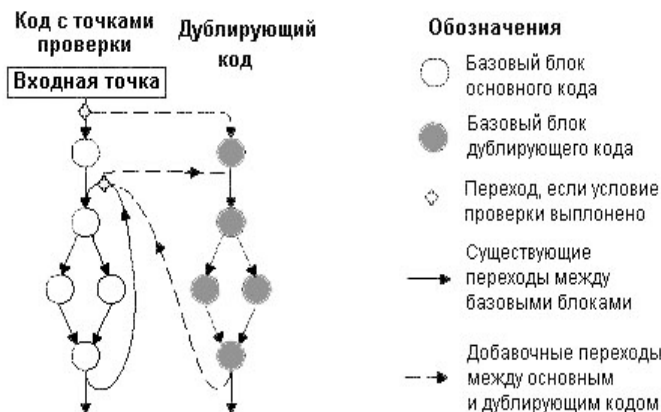 Код с точками
проверки
Дублирующий
код
Входная точка
Обозначения
Базовый блок
основного кода
Базовый блок
дублирующего кода
Переход, если условие
проверки выплонено
Существующие
переходы между
базовыми блоками
Добавочные переходы
между основным
и дублирующим кодом